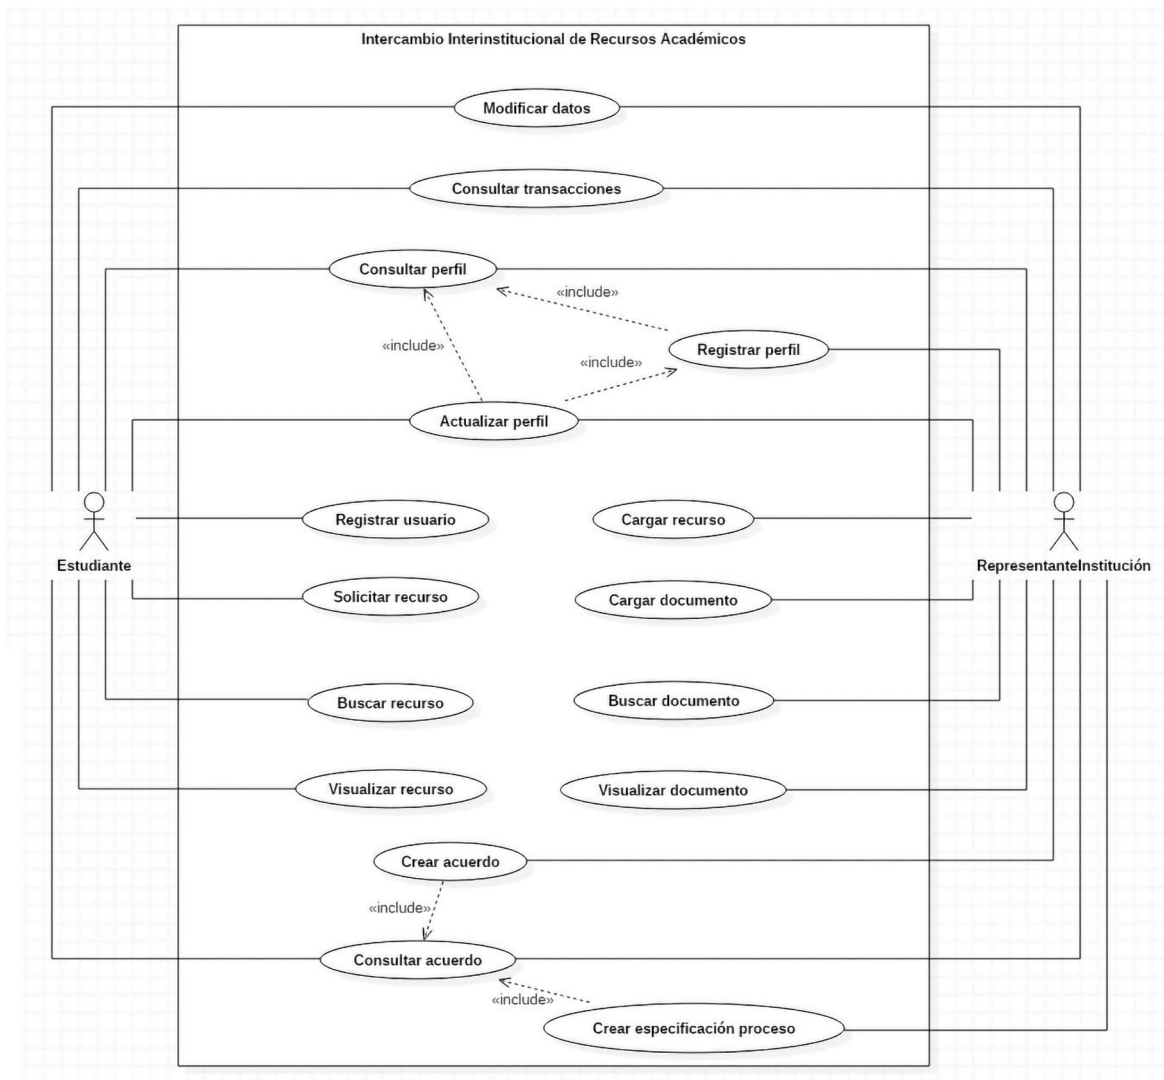 Intercambio Interinstitucional de Recursos Académicos
Modificar datos
Consultar transacciones
Consultar perfil
«include»
«include»
Registrar perfil
«include»
Actualizar perfil
Registrar usuario
Cargar recurso
Estudiante
RepresentanteInstitución
Solicitar recurso
Cargar documento
Buscar recurso
Buscar documento
Visualizar recurso
Visualizar documento
Crear acuerdo
«include»
Consultar acuerdo
«include»
Crear especificación proceso